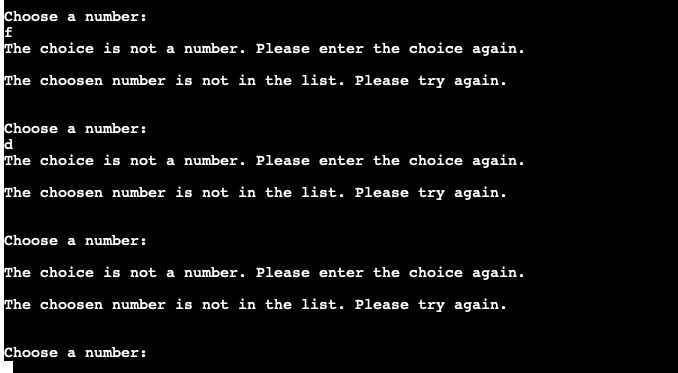 Choose a number:
f
The choice is not a number. Please enter the choice again.
The choosen number is not in the list. Please try again.
Choose a number:
d
The choice is not a number. Please enter the choice again.
The choosen number is not in the list. Please try again.
Choose a number:
The choice is not a number. Please enter the choice again.
The choosen number is not in the list. Please try again.
Choose a number: